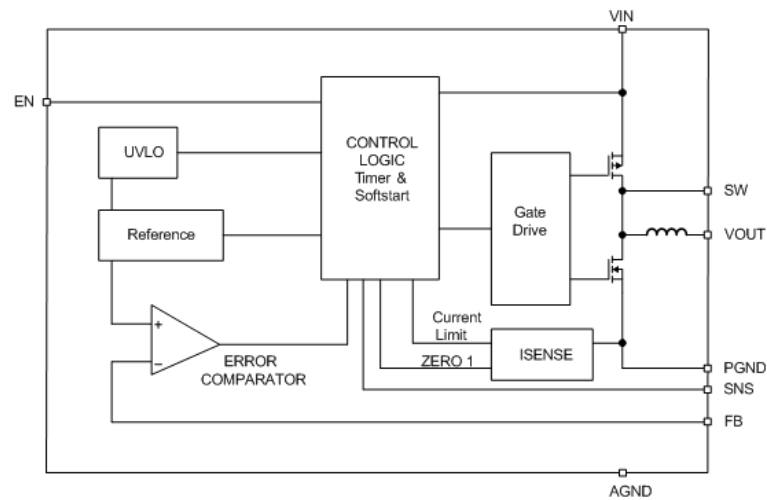 VIN
EN
UVLO
CONTROL
LOGIC
Timer &
Softstart
SW
Gate
Drive
VOUT
Reference
+
−
ERROR
COMPARATOR
Current
Limit
ZERO 1
ISENSE
PGND
SNS
FB
AGND